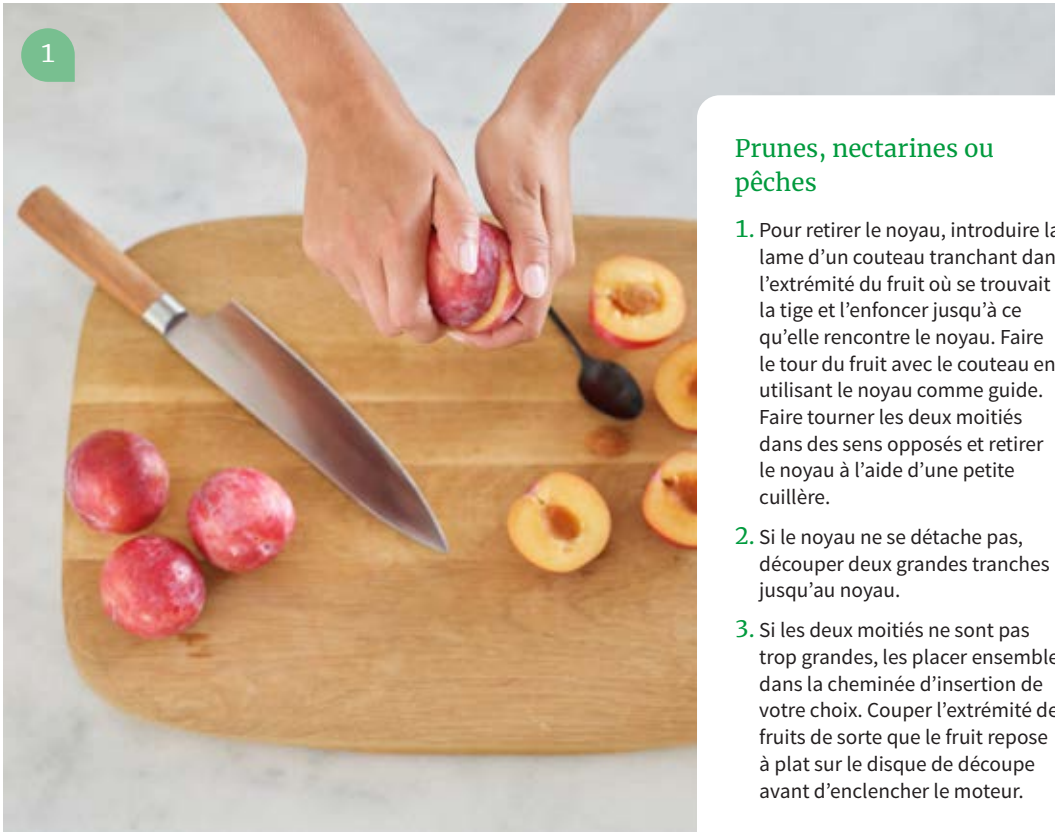 1
Prunes, nectarines ou
pêches
1. Pour retirer le noyau, introduire la
lame d’un couteau tranchant dan
l’extrémité du fruit où se trouvait
la tige et l’enfoncer jusqu’à ce
qu’elle rencontre le noyau. Faire
le tour du fruit avec le couteau en
utilisant le noyau comme guide.
Faire tourner les deux moitiés
dans des sens opposés et retirer
le noyau à l’aide d’une petite
cuillère.
2. Si le noyau ne se détache pas,
découper deux grandes tranches
jusqu’au noyau.
3. Si les deux moitiés ne sont pas
trop grandes, les placer ensemble
dans la cheminée d’insertion de
votre choix. Couper l’extrémité de
fruits de sorte que le fruit repose
à plat sur le disque de découpe
avant d’enclencher le moteur.